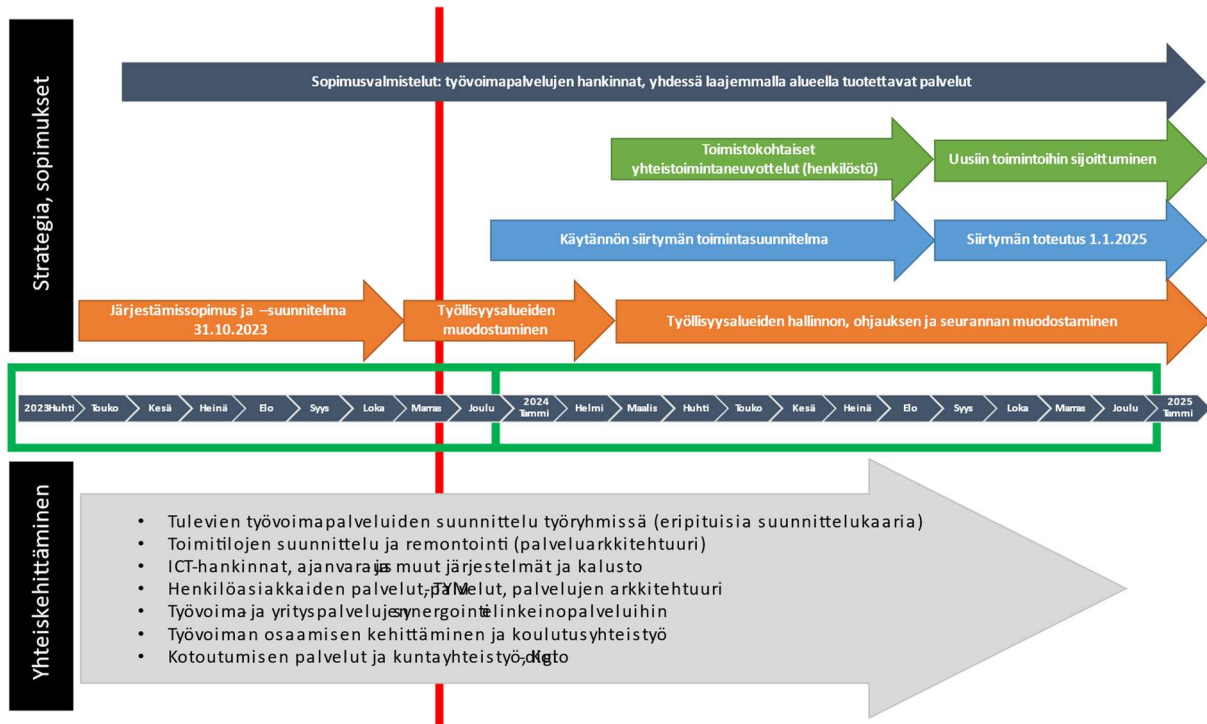 Strategia, sopimukset
Sopimusvalmistelut: työvoimapalvelujen hankinnat, yhdessä laajemmalla alueella tuotettavat palvelut
Toimistokohtaiset
yhteistoimintaneuvottelut (henkilöstö)
Uusiin toimintoihin sijoittuminen
Käytännön siirtymän toimintasuunnitelma
Siirtymän toteutus 1.1.2025
Järjestämissopimus ja –suunnitelma
31.10.2023
Työllisyysalueiden
muodostuminen
Työllisyysalueiden hallinnon, ohjauksen ja seurannan muodostaminen
2023Huhti
Touko
Kesä
Heinä
Elo
Syys
Loka
Marras
Joulu
2024
Tammi
Helmi
Maalis
Huhti
Touko
Kesä
Heinä
Elo
Syys
Loka
Marras
Joulu
2025
Tammi
Yhteiskehittäminen
• Tulevien työvoimapalveluiden suunnittelu työryhmissä (eripituisia suunnittelukaaria)
• Toimitilojen suunnittelu ja remontointi (palveluarkkitehtuuri)
• ICT-hankinnat, ajanvaraus ja muut järjestelmät ja kalusto
• Henkilöasiakkaiden palvelut, TYM-palvelut, palvelujen arkkitehtuuri
• Työvoima- ja yrityspalvelujen synergointi elinkeinopalveluihin
• Työvoiman osaamisen kehittäminen ja koulutusyhteistyö
• Kotoutumisen palvelut ja kuntayhteistyö,